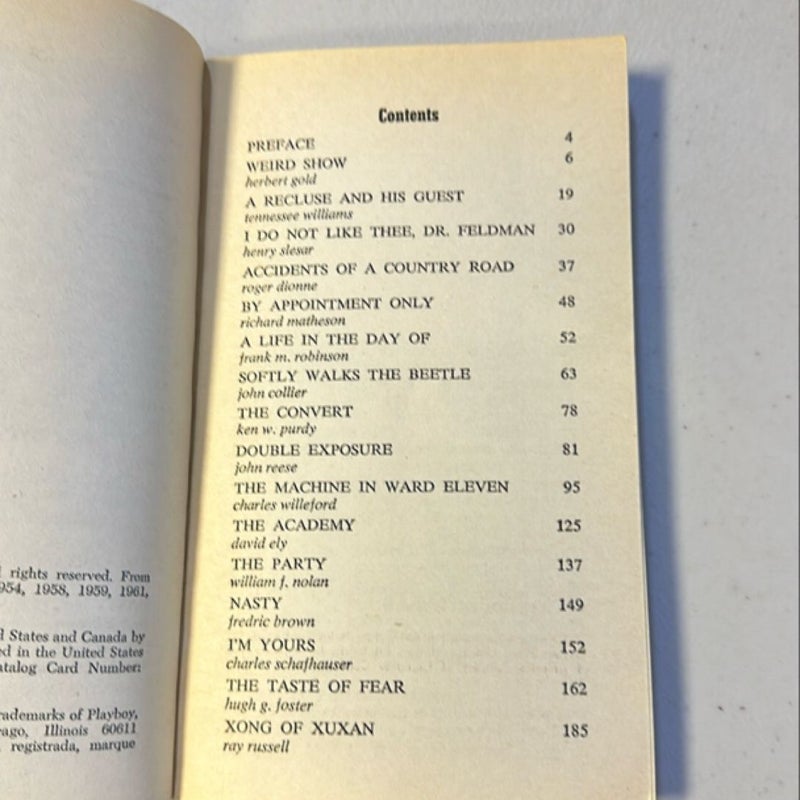 rights reserved. From
954, 1958, 1959, 1961,
States and Canada by
in the United States
Card Number:
of Playboy,
Illinois 60611
registrada, marque
Contents
PREFACE 4
WEIRD SHOW 6
herbert gold
A RECLUSE AND HIS GUEST 19
tennessee williams
I DO NOT LIKE THEE, DR. FELDMAN 30
henry slesar
ACCIDENTS OF A COUNTRY ROAD 37
roger dionne
BY APPOINTMENT ONLY 48
richard matheson
A LIFE IN THE DAY OF 52
frank m. robinson
SOFTLY WALKS THE BEETLE 63
john collier
THE CONVERT 78
ken w. purdy
DOUBLE EXPOSURE 81
john reese
THE MACHINE IN WARD ELEVEN 95
charles willeford
THE ACADEMY 125
david ely
THE PARTY 137
william f. nolan
NASTY 149
fredric brown
I'M YOURS 152
charles schafhauser
THE TASTE OF FEAR 162
hugh g. foster
XONG OF XUXAN 185
ray russell